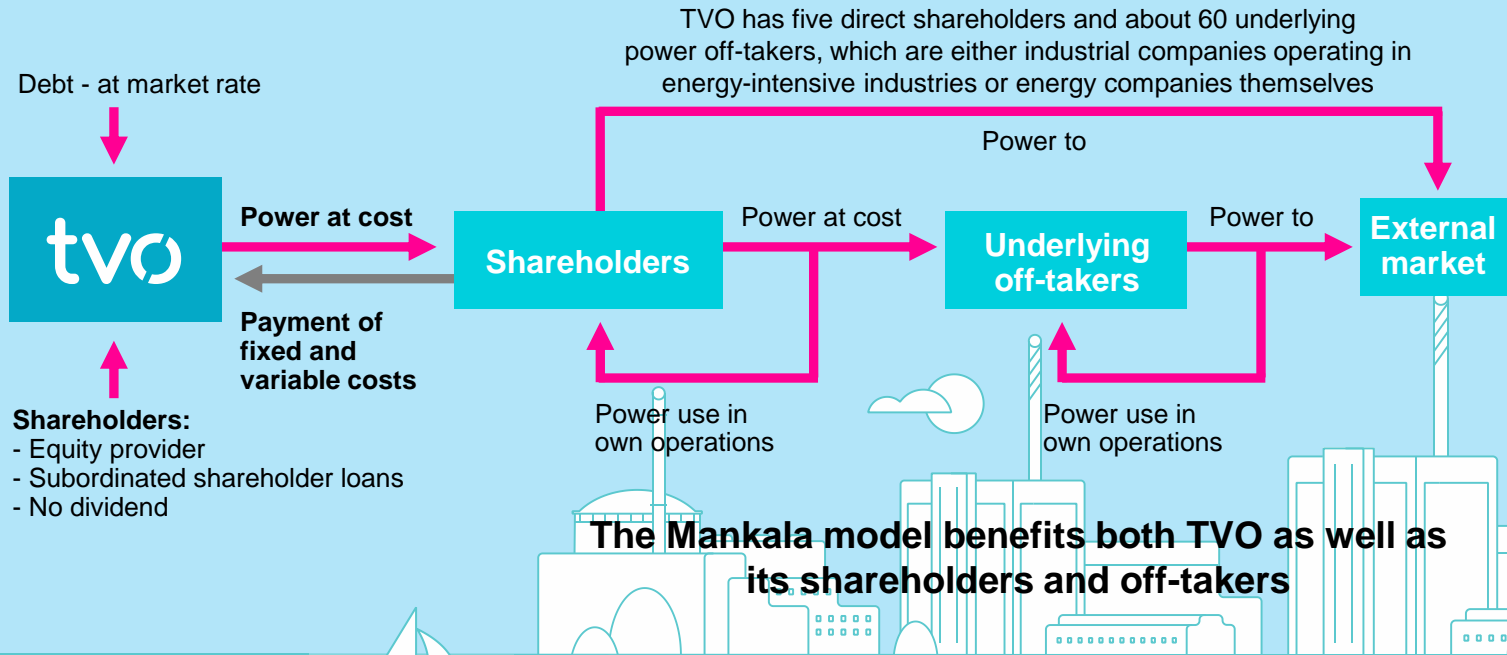 TVO has five direct shareholders and about 60 underlying
power off-takers, which are either industrial companies operating in
energy-intensive industries or energy companies themselves
Debt - at market rate
Power to
tvo
Power at cost
Shareholders
Power at cost
Underlying
off-takers
Power to
External
market
Payment of
fixed and
variable costs
Shareholders:
- Equity provider
- Subordinated shareholder loans
- No dividend
Power use in
own operations
Power use in
own operations
The Mankala model benefits both TVO as well as
its shareholders and off-takers